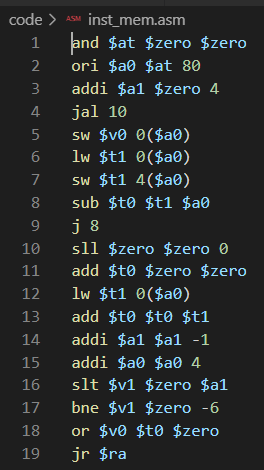 code > ASM inst_mem.asm
1 and $at $zero $zero
2 ori $a0 $at 80
3 addi $a1 $zero 4
4 jal 10
5 sw $v0 0($a0)
6 lw $t1 0($a0)
7 sw $t1 4($a0)
8 sub $t0 $t1 $a0
9 j 8
10 sll $zero $zero 0
11 add $t0 $zero $zero
12 lw $t1 0($a0)
13 add $t0 $t0 $t1
14 addi $a1 $a1 -1
15 addi $a0 $a0 4
16 slt $v1 $zero $a1
17 bne $v1 $zero -6
18 or $v0 $t0 $zero
19 jr $ra